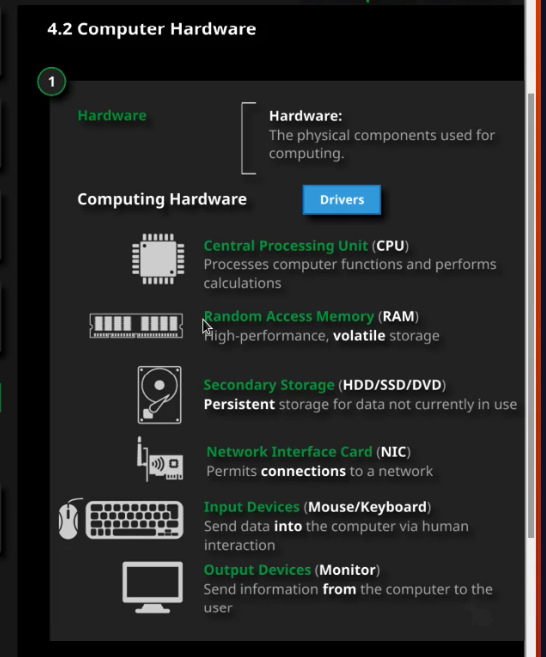 4.2 Computer Hardware
1
Hardware
Hardware:
The physical components used for
computing.
Computing Hardware
Drivers
Central Processing Unit (CPU)
Processes computer functions and performs
calculations
Random Access Memory (RAM)
High-performance, volatile storage
Secondary Storage (HDD/SSD/DVD)
Persistent storage for data not currently in use
Network Interface Card (NIC)
Permits connections to a network
Input Devices (Mouse/Keyboard)
Send data into the computer via human
interaction
Output Devices (Monitor)
Send information from the computer to the
user